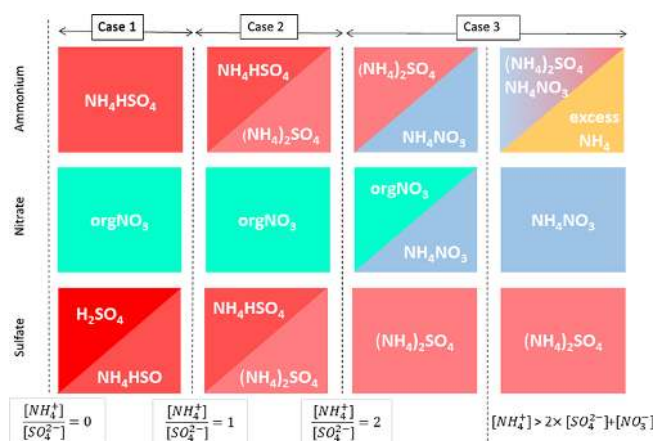 Case 1 Case 2 Case 3
Ammonium
NH₄HSO₄
NH₄HSO₄
(NH₄)₂SO₄
(NH₄)₂SO₄
NH₄NO₃
(NH₄)₂SO₄
NH₄NO₃
excess
NH₄
Nitrate
orgNO₃
orgNO₃
orgNO₃
NH₄NO₃
NH₄NO₃
Sulfate
H₂SO₄
NH₄HSO
NH₄HSO₄
(NH₄)₂SO₄
(NH₄)₂SO₄
(NH₄)₂SO₄
[NH₄⁺]/[SO₄²⁻] = 0
[NH₄⁺]/[SO₄²⁻] = 1
[NH₄⁺]/[SO₄²⁻] = 2
[NH₄⁺] > 2 × [SO₄²⁻]+[NO₃⁻]